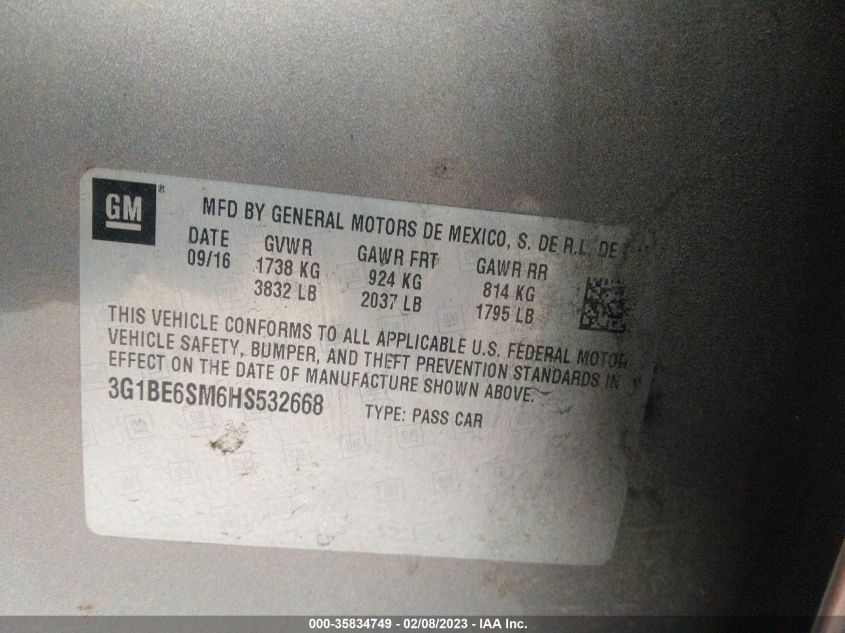 GM ®
MFD BY GENERAL MOTORS DE MEXICO, S. DE R.L. DE
DATE GVWR GAWR FRT GAWR RR
09/16 1738 KG 924 KG 814 KG
3832 LB 2037 LB 1795 LB
THIS VEHICLE CONFORMS TO ALL APPLICABLE U.S. FEDERAL MOTOR
VEHICLE SAFETY, BUMPER, AND THEFT PREVENTION STANDARDS IN
EFFECT ON THE DATE OF MANUFACTURE SHOWN ABOVE.
3G1BE6SM6HS532668 TYPE: PASS CAR
000-35834749 - 02/08/2023 - IAA Inc.